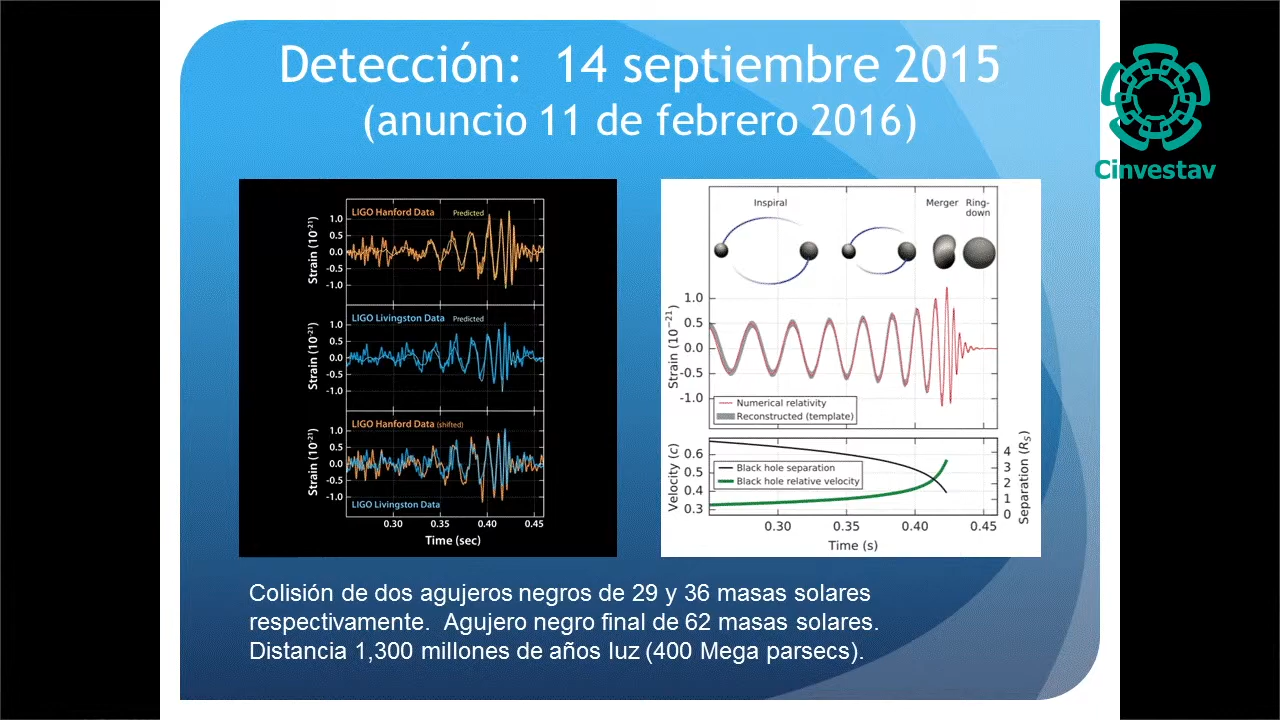 Detección: 14 septiembre 2015
(anuncio 11 de febrero 2016)
Cinvestav
LIGO Hanford Data
Predicted
1.0
0.5
0.0
-0.5
-1.0
Strain (10⁻²¹)
LIGO Livingston Data
Predicted
1.0
0.5
0.0
-0.5
-1.0
Strain (10⁻²¹)
LIGO Hanford Data (shifted)
1.0
0.5
0.0
-0.5
-1.0
Strain (10⁻²¹)
LIGO Livingston Data
0.30 0.35 0.40 0.45
Time (sec)
Inspiral
Merger
Ring-
down
1.0
0.5
0.0
-0.5
-1.0
Strain (10⁻²¹)
Numerical relativity
Reconstructed (template)
0.6
0.5
0.4
0.3
Velocity (c)
Black hole separation
Black hole relative velocity
4
3
2
1
0
Separation (R_S)
0.30 0.35 0.40 0.45
Time (s)
Colisión de dos agujeros negros de 29 y 36 masas solares
respectivamente. Agujero negro final de 62 masas solares.
Distancia 1,300 millones de años luz (400 Mega parsecs).